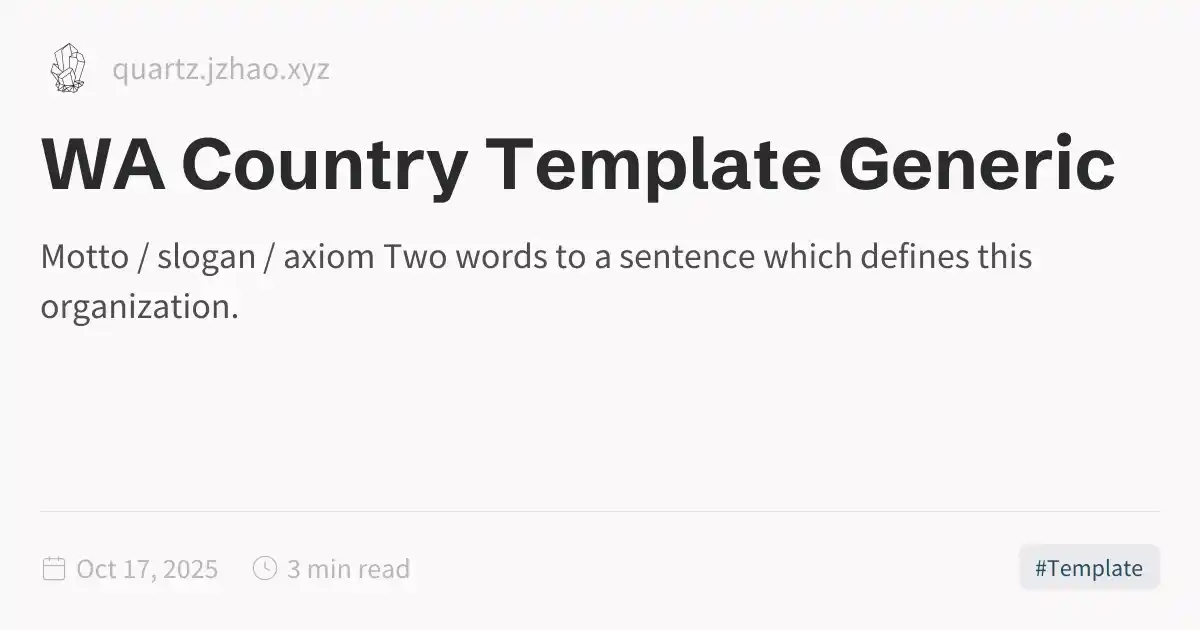 quartz.jzhao.xyz
WA Country Template Generic
Motto / slogan / axiom Two words to a sentence which defines this
organization.
Oct 17, 2025
3 min read
#Template